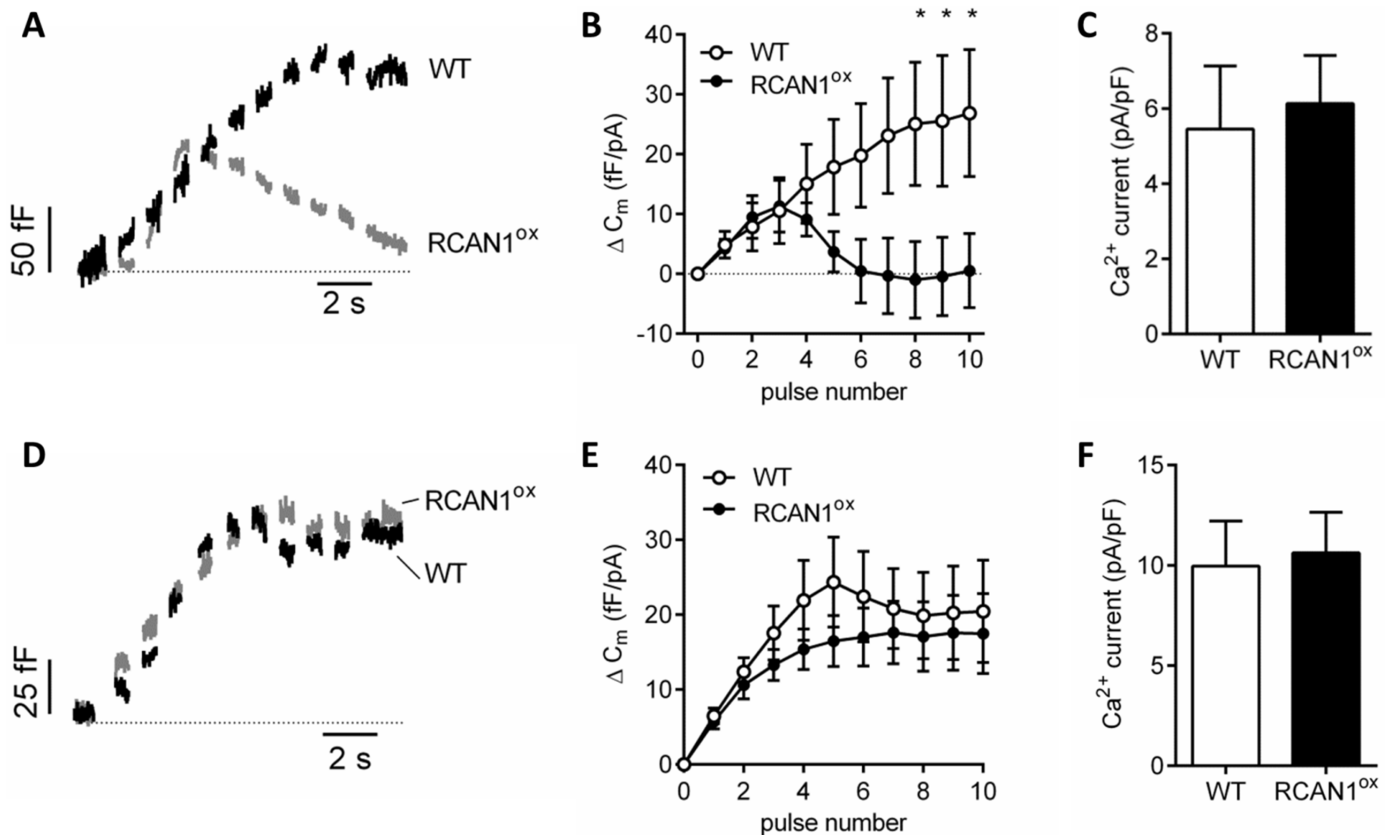 A
WT
RCAN1ox
50 fF
2 s
B
* * *
WT
RCAN1ox
Δ Cm (fF/pA)
40
30
20
10
0
-10
0 2 4 6 8 10
pulse number
C
Ca2+ current (pA/pF)
8
6
4
2
0
WT RCAN1ox
D
RCAN1ox
WT
25 fF
2 s
E
WT
RCAN1ox
Δ Cm (fF/pA)
40
30
20
10
0
0 2 4 6 8 10
pulse number
F
Ca2+ current (pA/pF)
15
10
5
0
WT RCAN1ox